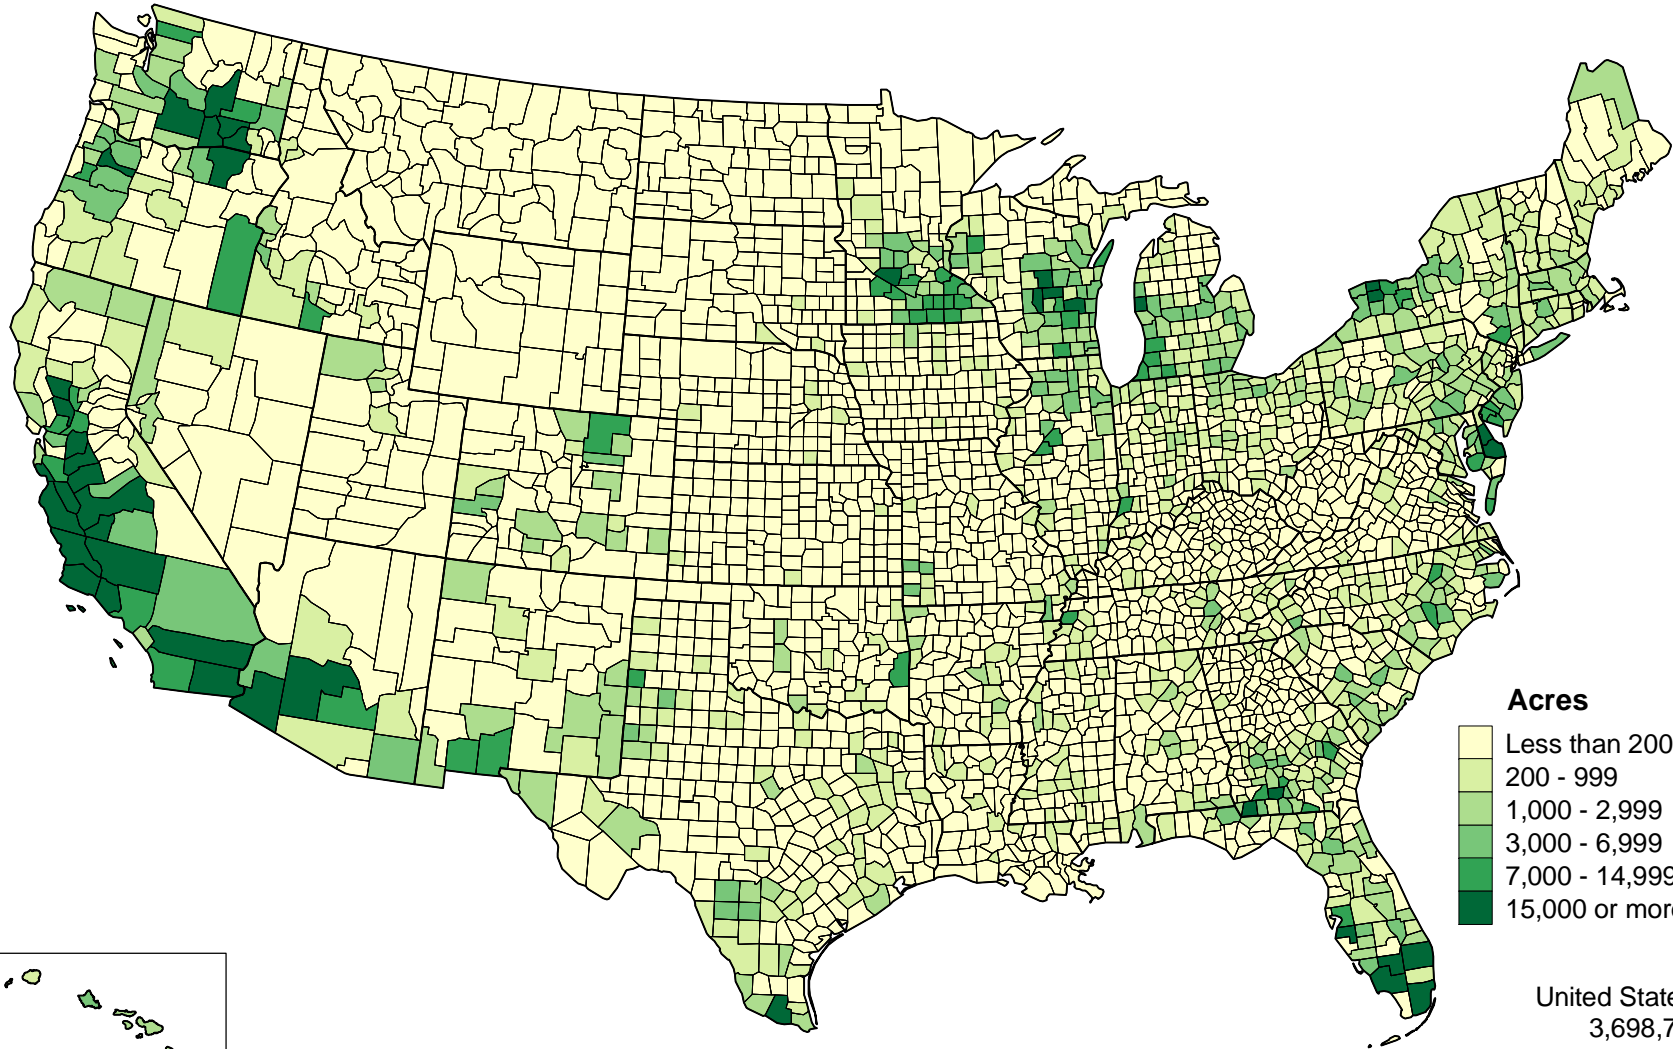 Acres
Less than 200
200 - 999
1,000 - 2,999
3,000 - 6,999
7,000 - 14,999
15,000 or mor
United State
3,698,7